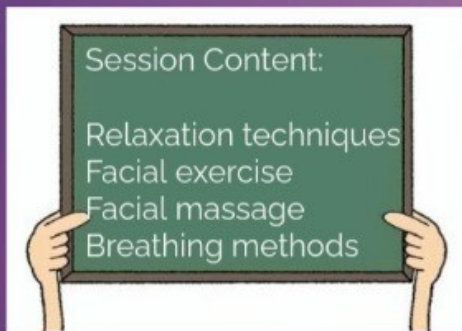 Session Content:
Relaxation techniques
Facial exercise
Facial massage
Breathing methods